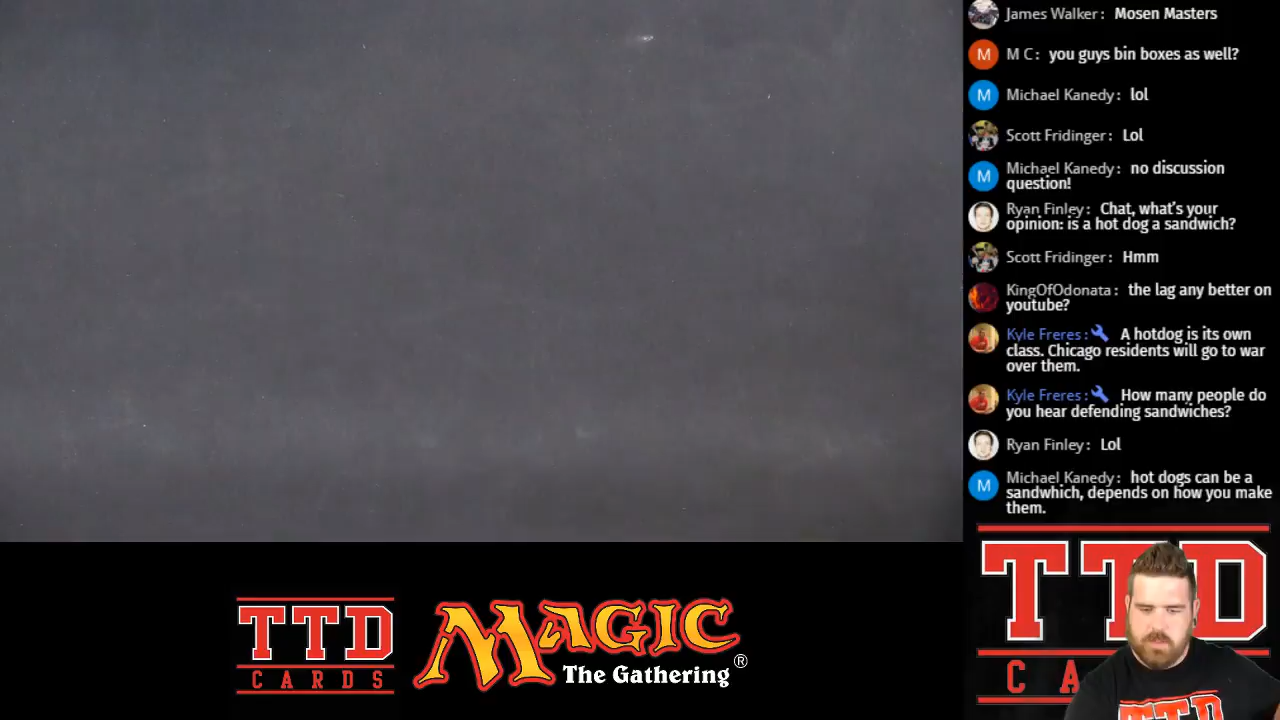 James Walker: Mosen Masters
M M C: you guys bin boxes as well?
M Michael Kanedy: lol
Scott Fridinger: Lol
M Michael Kanedy: no discussion
question!
Ryan Finley: Chat, what's your
opinion: is a hot dog a sandwich?
Scott Fridinger: Hmm
KingOfOdonata: the lag any better on
youtube?
Kyle Freres: A hotdog is its own
class. Chicago residents will go to war
over them.
Kyle Freres: How many people do
you hear defending sandwiches?
Ryan Finley: Lol
M Michael Kanedy: hot dogs can be a
sandwhich, depends on how you make
them.
TTD
CARDS
MAGIC
The Gathering®
TTD
CA
TTD